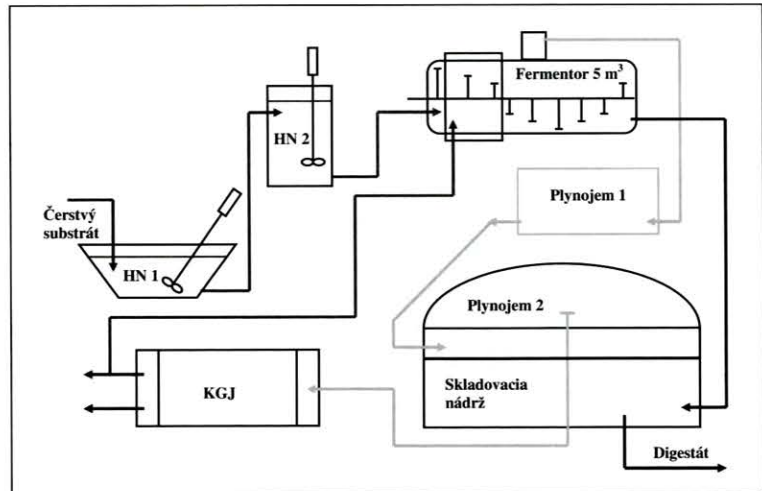 Fermentor 5 m³
HN 2
Čerstvý
substrát
HN 1
Plynojem 1
Plynojem 2
KGJ
Skladovacia
nádrž
Digestát